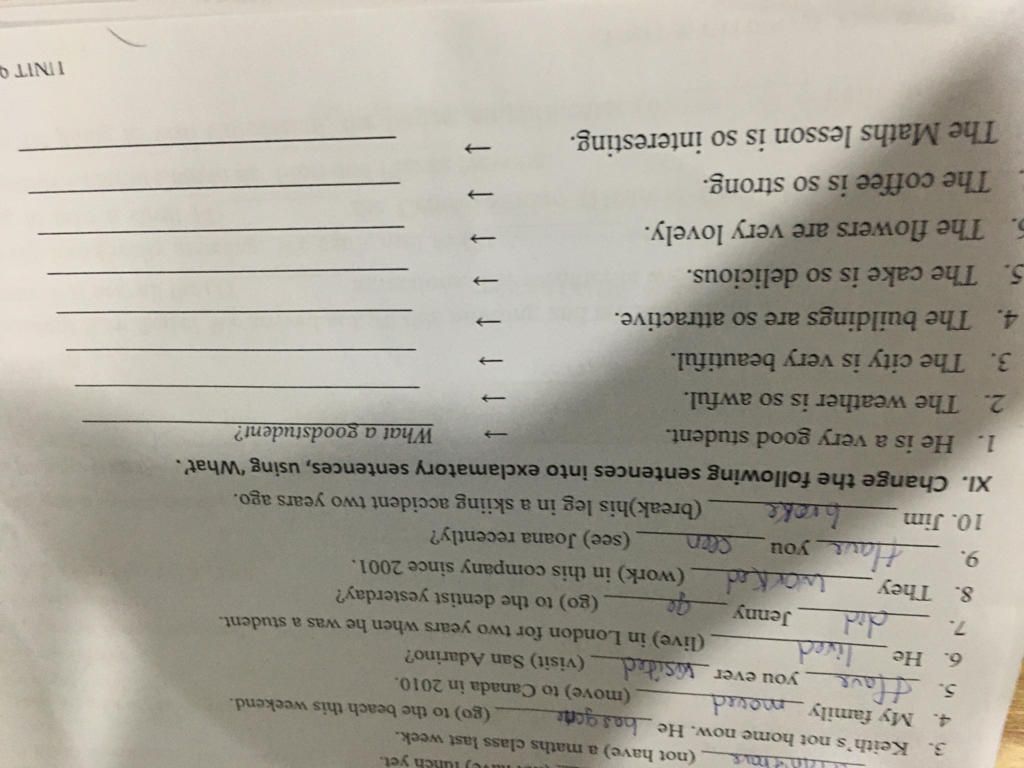 (not have) a maths class last week.
3. Keith's not home now. He has gone (go) to the beach this weekend.
4. My family moved (move) to Canada in 2010.
5. Have you ever visited (visit) San Adarino?
6. He lived (live) in London for two years when he was a student.
7. did Jenny go (go) to the dentist yesterday?
8. They worked (work) in this company since 2001.
9. Have you seen (see) Joana recently?
10. Jim broke (break)his leg in a skiing accident two years ago.
XI. Change the following sentences into exclamatory sentences, using 'What'.
1. He is a very good student. → What a goodstudent?
2. The weather is so awful. →
3. The city is very beautiful. →
4. The buildings are so attractive. →
5. The cake is so delicious. →
6. The flowers are very lovely. →
The coffee is so strong. →
The Maths lesson is so interesting. →
UNIT